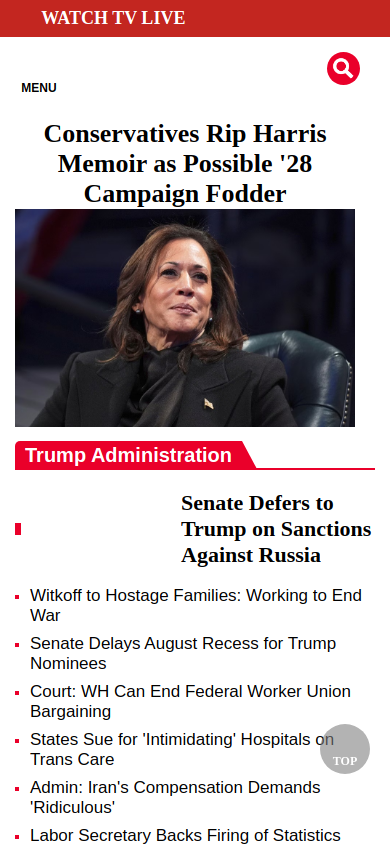 WATCH TV LIVE
MENU
Conservatives Rip Harris
Memoir as Possible '28
Campaign Fodder
Trump Administration
Senate Defers to
Trump on Sanctions
Against Russia
Witkoff to Hostage Families: Working to End
War
Senate Delays August Recess for Trump
Nominees
Court: WH Can End Federal Worker Union
Bargaining
States Sue for 'Intimidating' Hospitals on
Trans Care
TOP
Admin: Iran's Compensation Demands
'Ridiculous'
Labor Secretary Backs Firing of Statistics